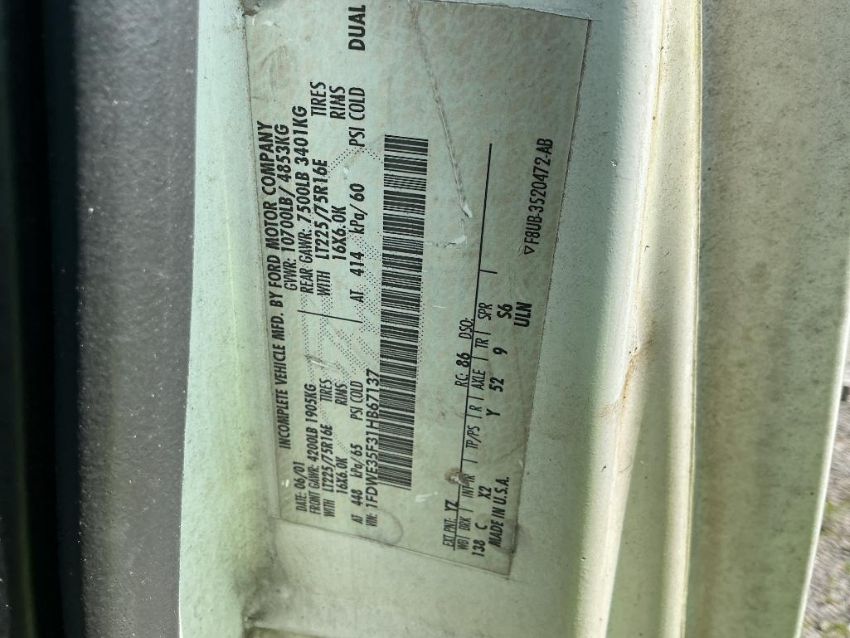 INCOMPLETE VEHICLE MFD. BY FORD MOTOR COMPANY
DATE: 06/01 GVWR: 10700LB/ 4853KG
FRONT GAWR: 4200LB 1905KG REAR GAWR: 7500LB 3401KG
WITH LT225/75R16E TIRES WITH LT225/75R16E TIRES
16X6.0K RIMS 16X6.0K RIMS
AT 448 kPa/ 65 PSI COLD AT 414 kPa/ 60 PSI COLD DUAL
VIN: 1FDWE35F31HB67137
EXT PNT: YZ RC: 86 DSO:
WB BRK INT TR TP/PS R AXLE TR SPR
138 C X2 Y 52 9 S6
MADE IN U.S.A. ULN
F8UB-3520472-AB